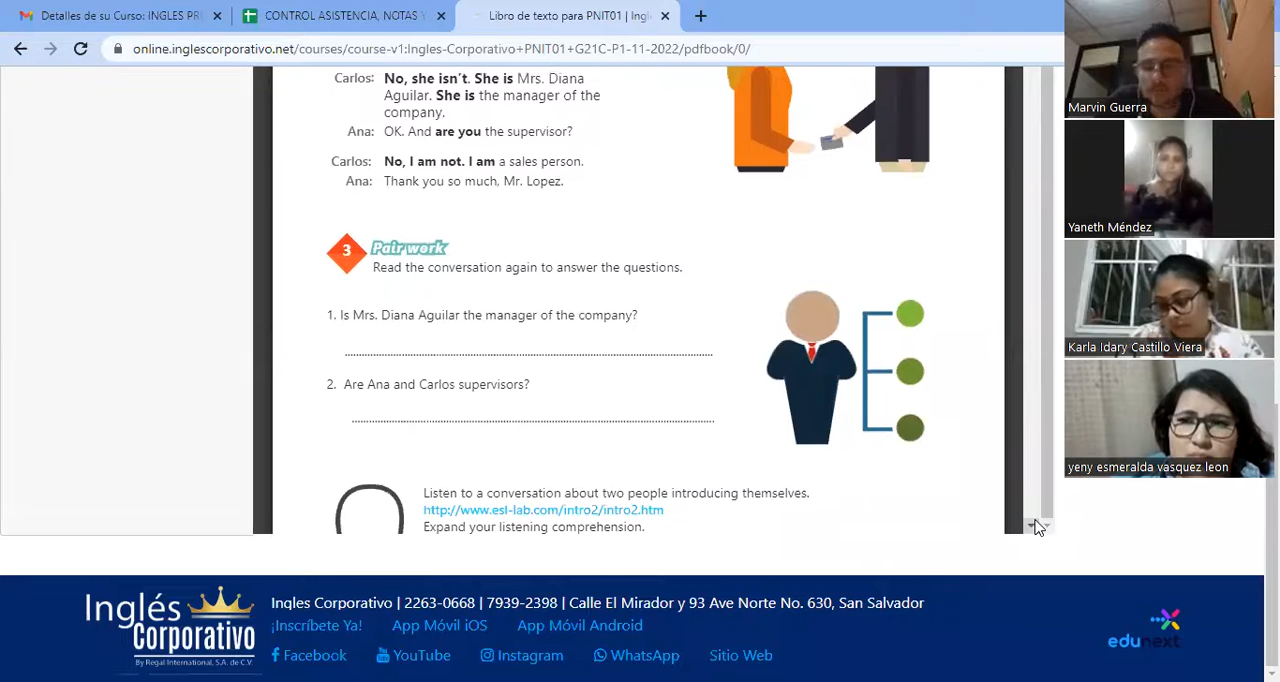 Detalles de su Curso: INGLES PRE
CONTROL ASISTENCIA, NOTAS Y
Libro de texto para PNIT01 | Ingl
online.inglescorporativo.net/courses/course-v1:Ingles-Corporativo+PNIT01+G21C-P1-11-2022/pdfbook/0/
Carlos: No, she isn't. She is Mrs. Diana
Aguilar. She is the manager of the
company.
Ana: OK. And are you the supervisor?
Carlos: No, I am not. I am a sales person.
Ana: Thank you so much, Mr. Lopez.
3 Pair work
Read the conversation again to answer the questions.
1. Is Mrs. Diana Aguilar the manager of the company?
2. Are Ana and Carlos supervisors?
Listen to a conversation about two people introducing themselves.
http://www.esl-lab.com/intro2/intro2.htm
Expand your listening comprehension.
Marvin Guerra
Yaneth Méndez
Karla Idary Castillo Viera
yeny esmeralda vasquez leon
Inglés
Corporativo
By Regal International, S.A. de C.V.
Ingles Corporativo | 2263-0668 | 7939-2398 | Calle El Mirador y 93 Ave Norte No. 630, San Salvador
¡Inscríbete Ya! App Móvil iOS App Móvil Android
Facebook YouTube Instagram WhatsApp Sitio Web
edunext